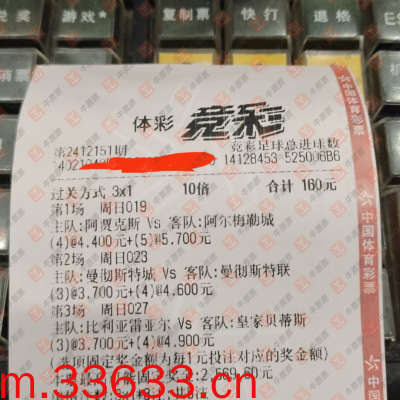 奖
游戏*
复制票
快打
退格
体彩 竞彩
第2412151期 竞彩足球总进球数
14128453 525006B6
过关方式 3x1 10倍 合计 160元
第1场 周日019
主队:阿贾克斯 Vs 客队:阿尔梅勒城
(4)@4.400元+(5)@5.700元
第2场 周日023
主队:曼彻斯特城 Vs 客队:曼彻斯特联
(3)@3.700元+(4)@4.600元
第3场 周日027
主队:比利亚雷亚尔 Vs 客队:皇家贝蒂斯
(3)@3.700元+(4)@4.900元
(选项固定奖金额为每1元投注对应的奖金额)
2,569.60元
中国体育彩票
中国体育彩票
m.33633.cn